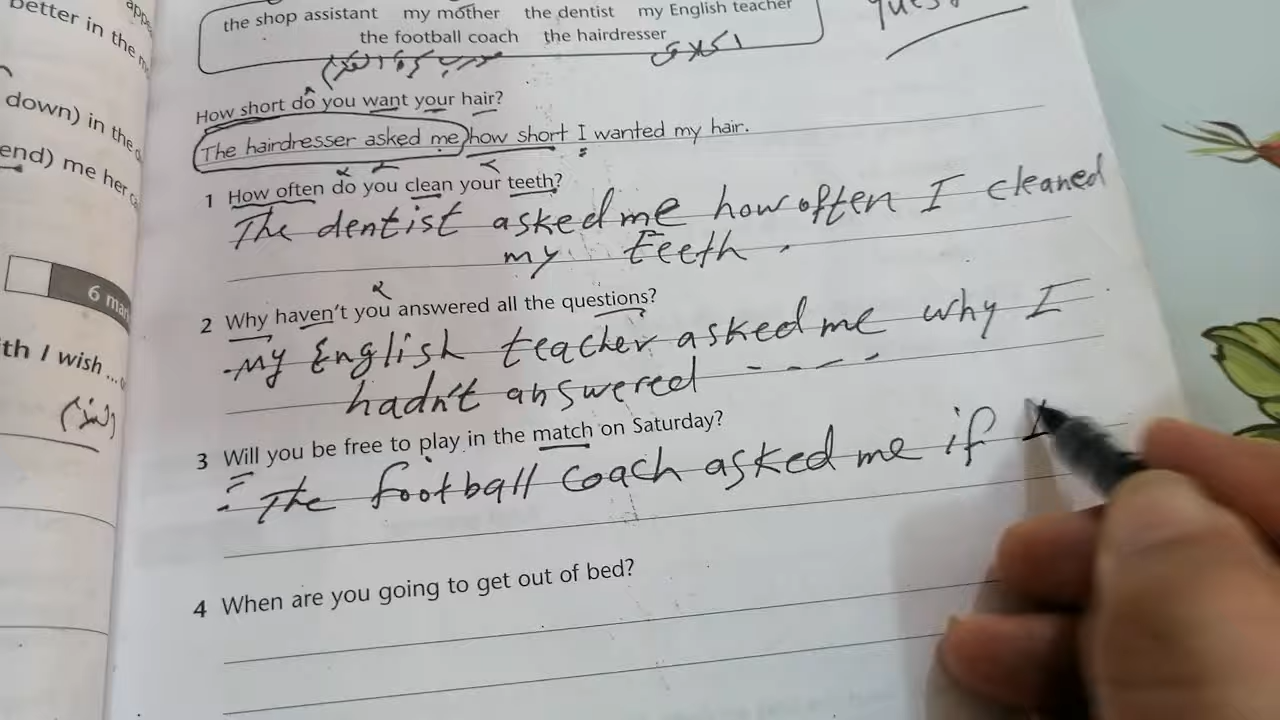 better in the
appe
down) in the
end) me her
6 mar
th I wish ... o
the shop assistant my mother the dentist my English teacher
the football coach the hairdresser
How short do you want your hair?
The hairdresser asked me how short I wanted my hair.
1 How often do you clean your teeth?
The dentist asked me how often I cleaned
my teeth.
2 Why haven't you answered all the questions?
- My English teacher asked me why I
hadn't answered - - - -
3 Will you be free to play in the match on Saturday?
- The football coach asked me if I
4 When are you going to get out of bed?